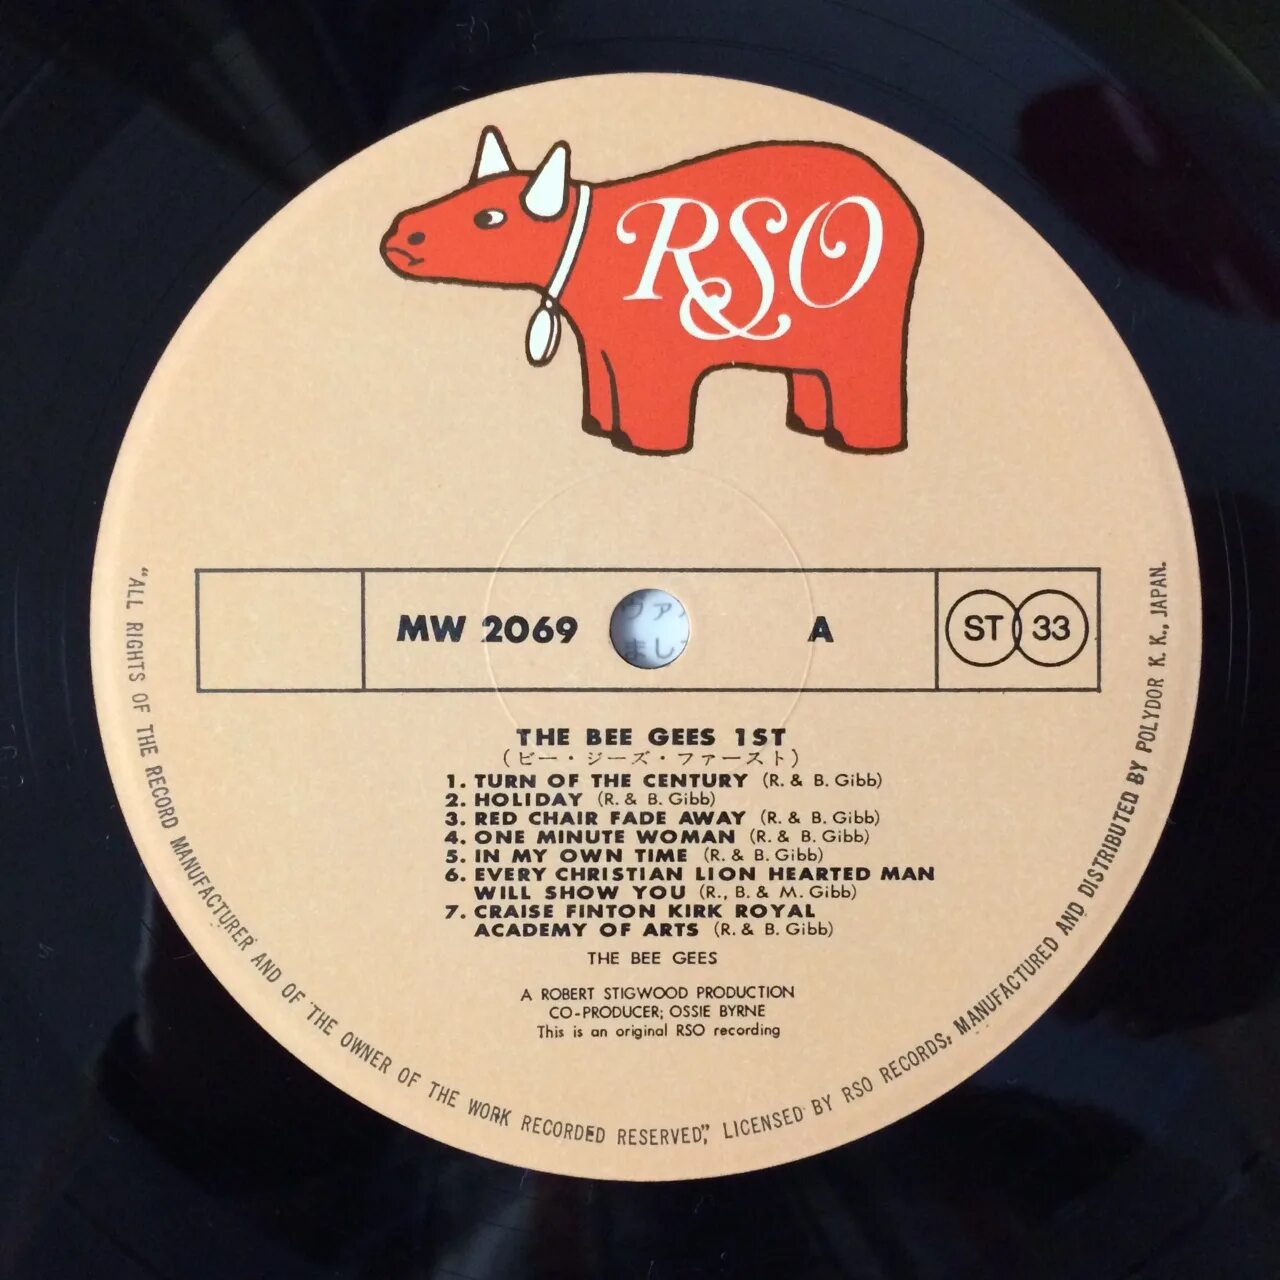 RSO
MW 2069
A
ST 33
ヴァ
まし
THE BEE GEES 1ST
(ビー・ジーズ・ファースト)
1. TURN OF THE CENTURY (R. & B. Gibb)
2. HOLIDAY (R. & B. Gibb)
3. RED CHAIR FADE AWAY (R. & B. Gibb)
4. ONE MINUTE WOMAN (R. & B. Gibb)
5. IN MY OWN TIME (R. & B. Gibb)
6. EVERY CHRISTIAN LION HEARTED MAN
WILL SHOW YOU (R., B. & M. Gibb)
7. CRAISE FINTON KIRK ROYAL
ACADEMY OF ARTS (R. & B. Gibb)
THE BEE GEES
A ROBERT STIGWOOD PRODUCTION
CO-PRODUCER; OSSIE BYRNE
This is an original RSO recording
"ALL RIGHTS OF THE RECORD MANUFACTURER AND OF THE OWNER OF THE WORK RECORDED RESERVED", LICENSED BY RSO RECORDS; MANUFACTURED AND DISTRIBUTED BY POLYDOR K. K., JAPAN.